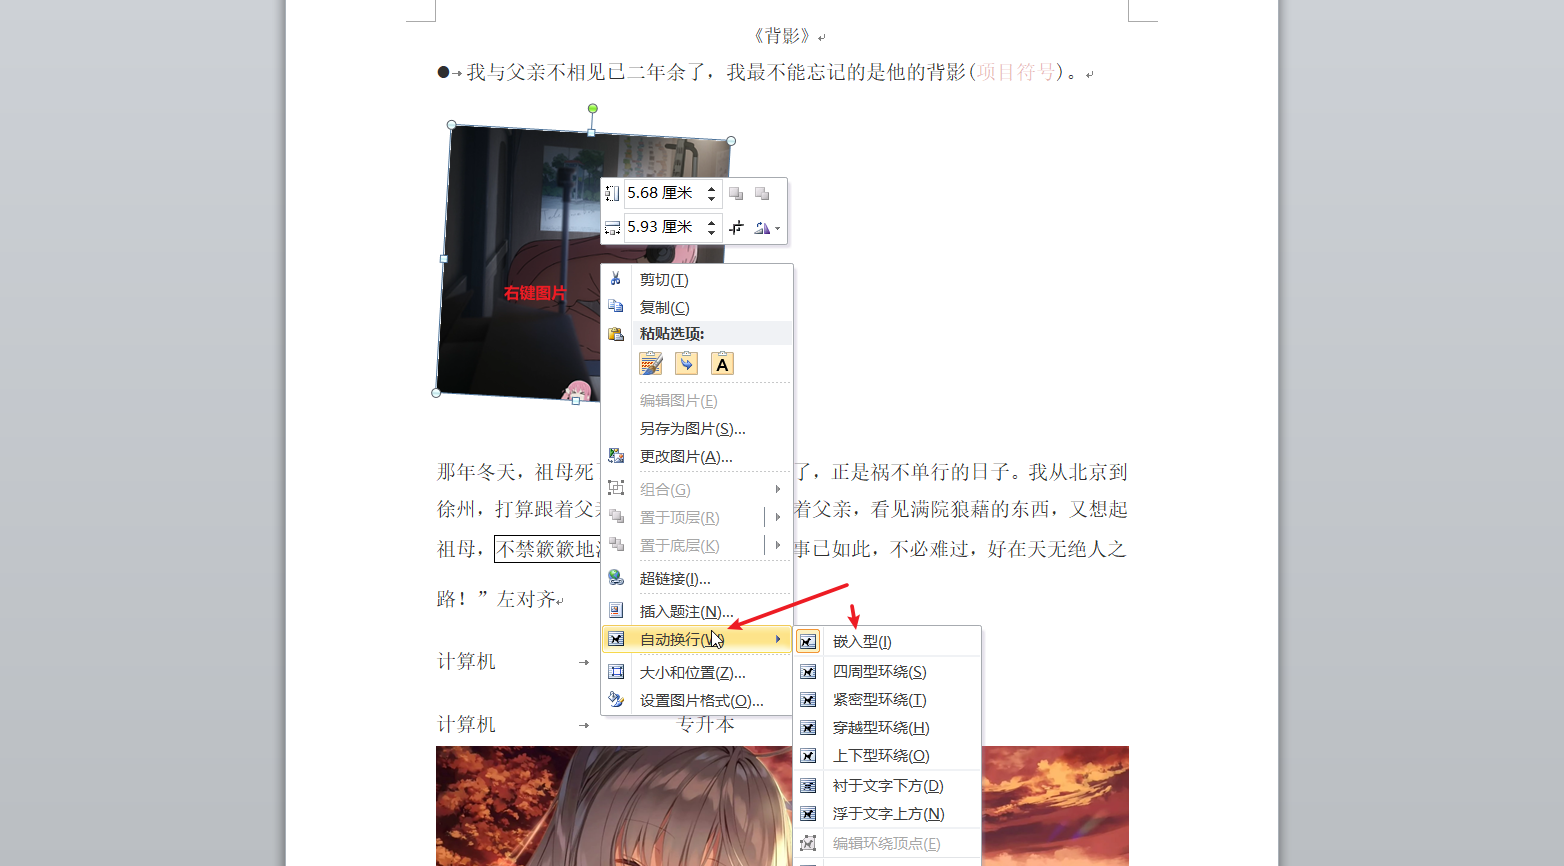 《背影》
我与父亲不相见已二年余了，我最不能忘记的是他的背影(项目符号)。
5.68 厘米
5.93 厘米
右键图片
剪切(T)
复制(C)
粘贴选项:
A
编辑图片(E)
另存为图片(S)...
更改图片(A)...
组合(G)
置于顶层(R)
置于底层(K)
超链接(I)...
插入题注(N)...
自动换行(W)
大小和位置(Z)...
设置图片格式(O)...
嵌入型(I)
四周型环绕(S)
紧密型环绕(T)
穿越型环绕(H)
上下型环绕(O)
衬于文字下方(D)
浮于文字上方(N)
编辑环绕顶点(E)
那年冬天，祖母死 了，正是祸不单行的日子。我从北京到
徐州，打算跟着父 着父亲，看见满院狼藉的东西，又想起
祖母，不禁簌簌地 事已如此，不必难过，好在天无绝人之
路！”左对齐
计算机
计算机 专升本